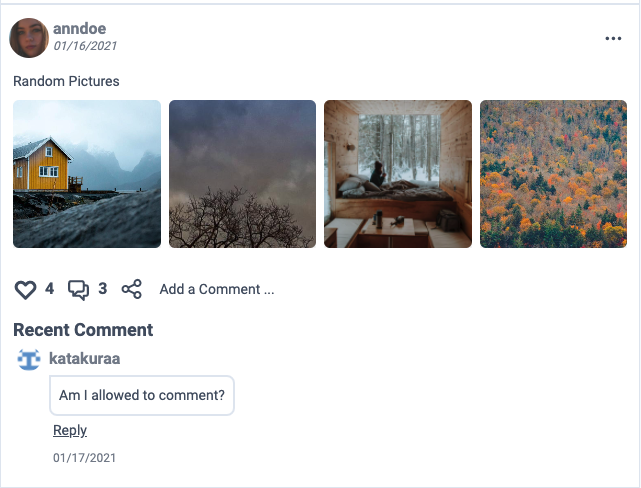 anndoe
01/16/2021
Random Pictures
4 3 Add a Comment ...
Recent Comment
katakuraa
Am I allowed to comment?
Reply
01/17/2021